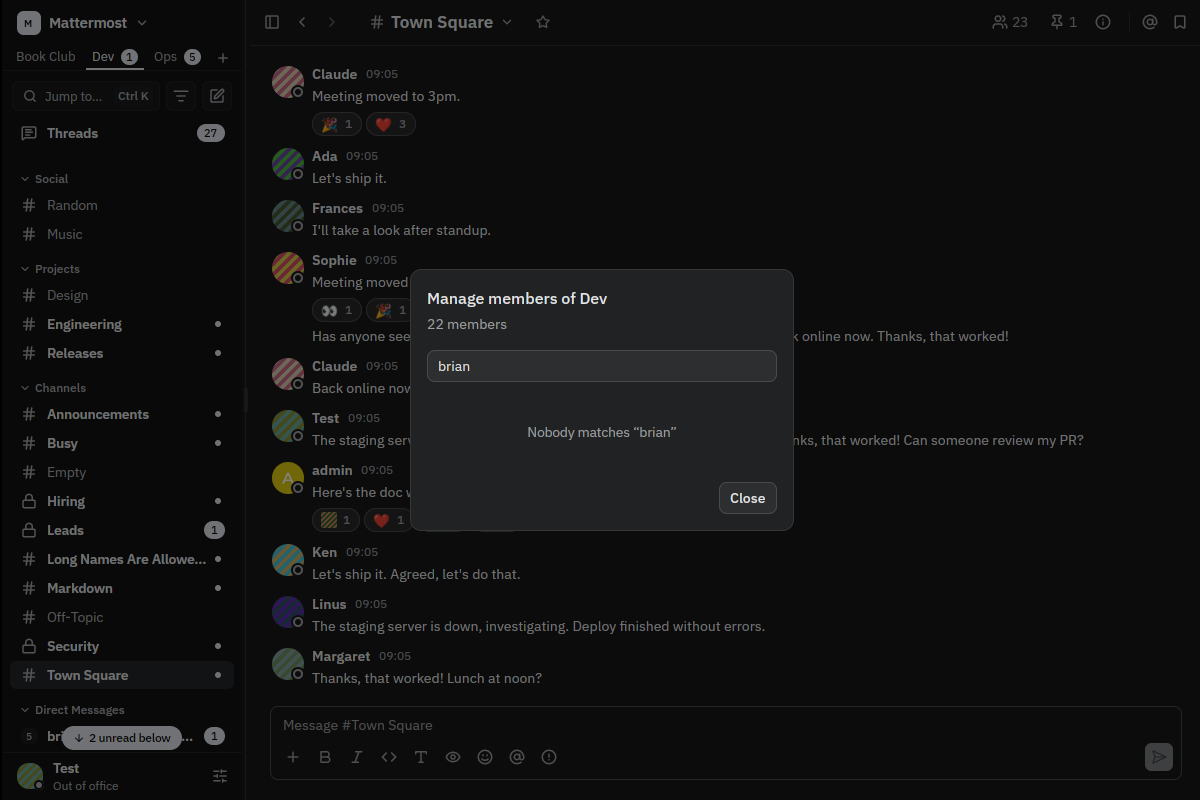 M Mattermost
Book Club Dev 1 Ops 5
Jump to... Ctrl K
Threads 27
Social
Random
Music
Projects
Design
Engineering
Releases
Channels
Announcements
Busy
Empty
Hiring
Leads 1
Long Names Are Allowe...
Markdown
Off-Topic
Security
Town Square
Direct Messages
5 bri ... 1
2 unread below
Test
Out of office
Town Square
23
1
Claude 09:05
Meeting moved to 3pm.
1 3
Ada 09:05
Let's ship it.
Frances 09:05
I'll take a look after standup.
Sophie 09:05
Meeting moved
1 1
Has anyone see k online now. Thanks, that worked!
Claude 09:05
Back online now
Test 09:05
The staging serv nks, that worked! Can someone review my PR?
A admin 09:05
Here's the doc w
1 1
Ken 09:05
Let's ship it. Agreed, let's do that.
Linus 09:05
The staging server is down, investigating. Deploy finished without errors.
Margaret 09:05
Thanks, that worked! Lunch at noon?
Message #Town Square
Manage members of Dev
22 members
brian
Nobody matches “brian”
Close